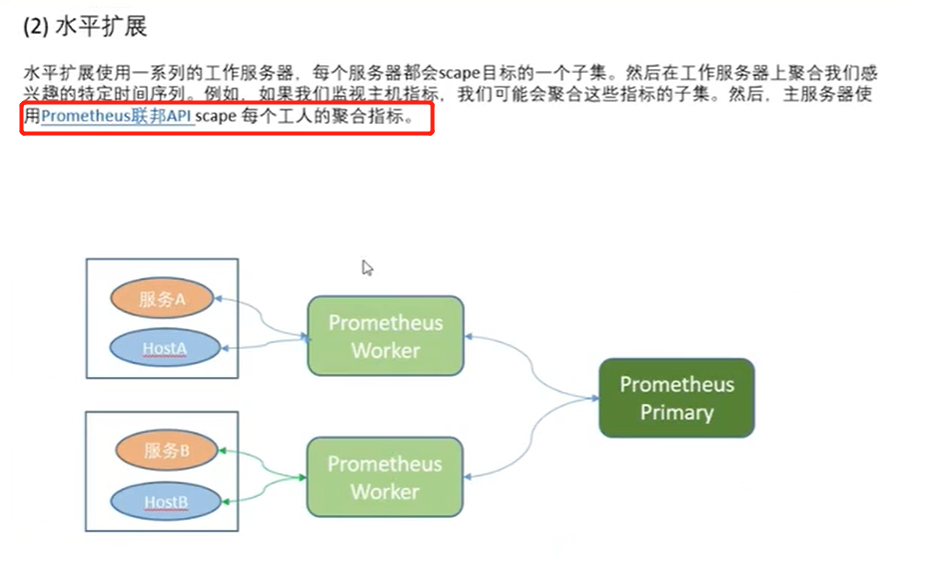 (2) 水平扩展
水平扩展使用一系列的工作服务器，每个服务器都会scape目标的一个子集。然后在工作服务器上聚合我们感
兴趣的特定时间序列。例如，如果我们监视主机指标，我们可能会聚合这些指标的子集。然后，主服务器使
用Prometheus联邦API scape 每个工人的聚合指标。
服务A
HostA
Prometheus
Worker
Prometheus
Primary
服务B
HostB
Prometheus
Worker